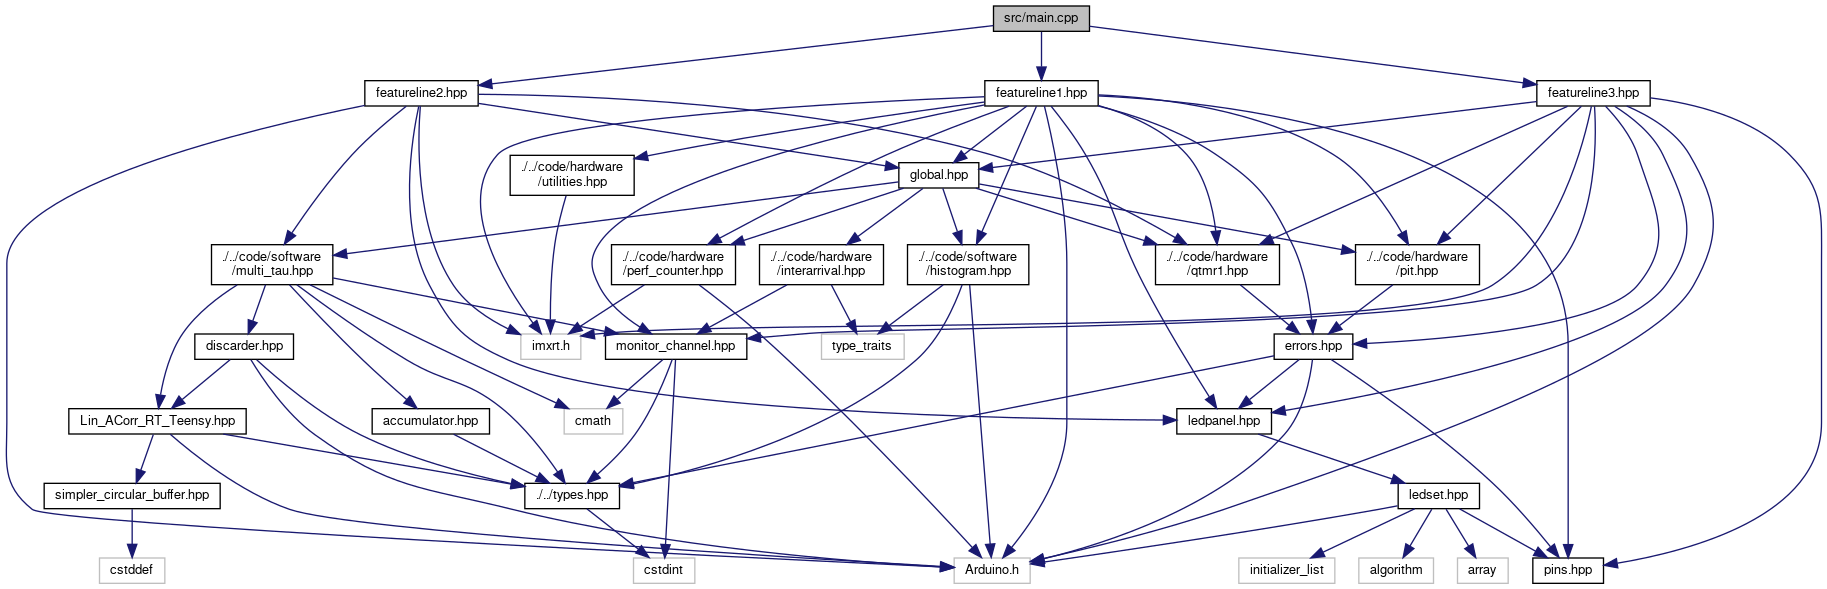 src/main.cpp
featureline2.hpp
featureline1.hpp
featureline3.hpp
./../code/hardware
/utilities.hpp
global.hpp
./../code/software
/multi_tau.hpp
./../code/hardware
/perf_counter.hpp
./../code/hardware
/interarrival.hpp
./../code/software
/histogram.hpp
./../code/hardware
/qtmr1.hpp
./../code/hardware
/pit.hpp
discarder.hpp
imxrt.h
monitor_channel.hpp
type_traits
errors.hpp
Lin_ACorr_RT_Teensy.hpp
accumulator.hpp
cmath
ledpanel.hpp
simpler_circular_buffer.hpp
./../types.hpp
ledset.hpp
cstddef
cstdint
Arduino.h
initializer_list
algorithm
array
pins.hpp